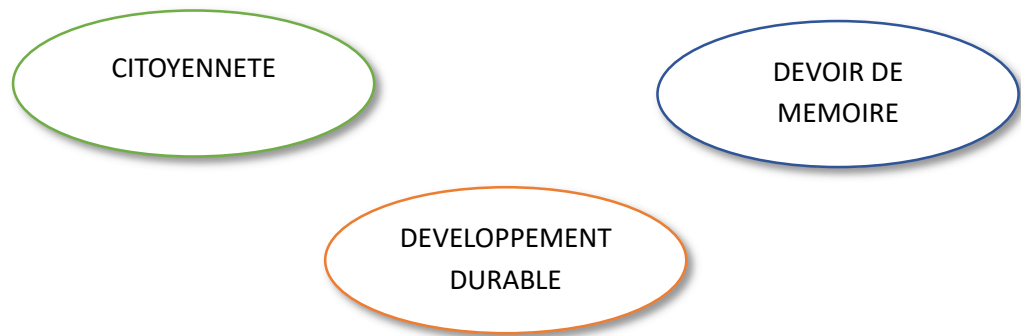 CITOYENNETE
DEVOIR DE
MEMOIRE
DEVELOPPEMENT
DURABLE